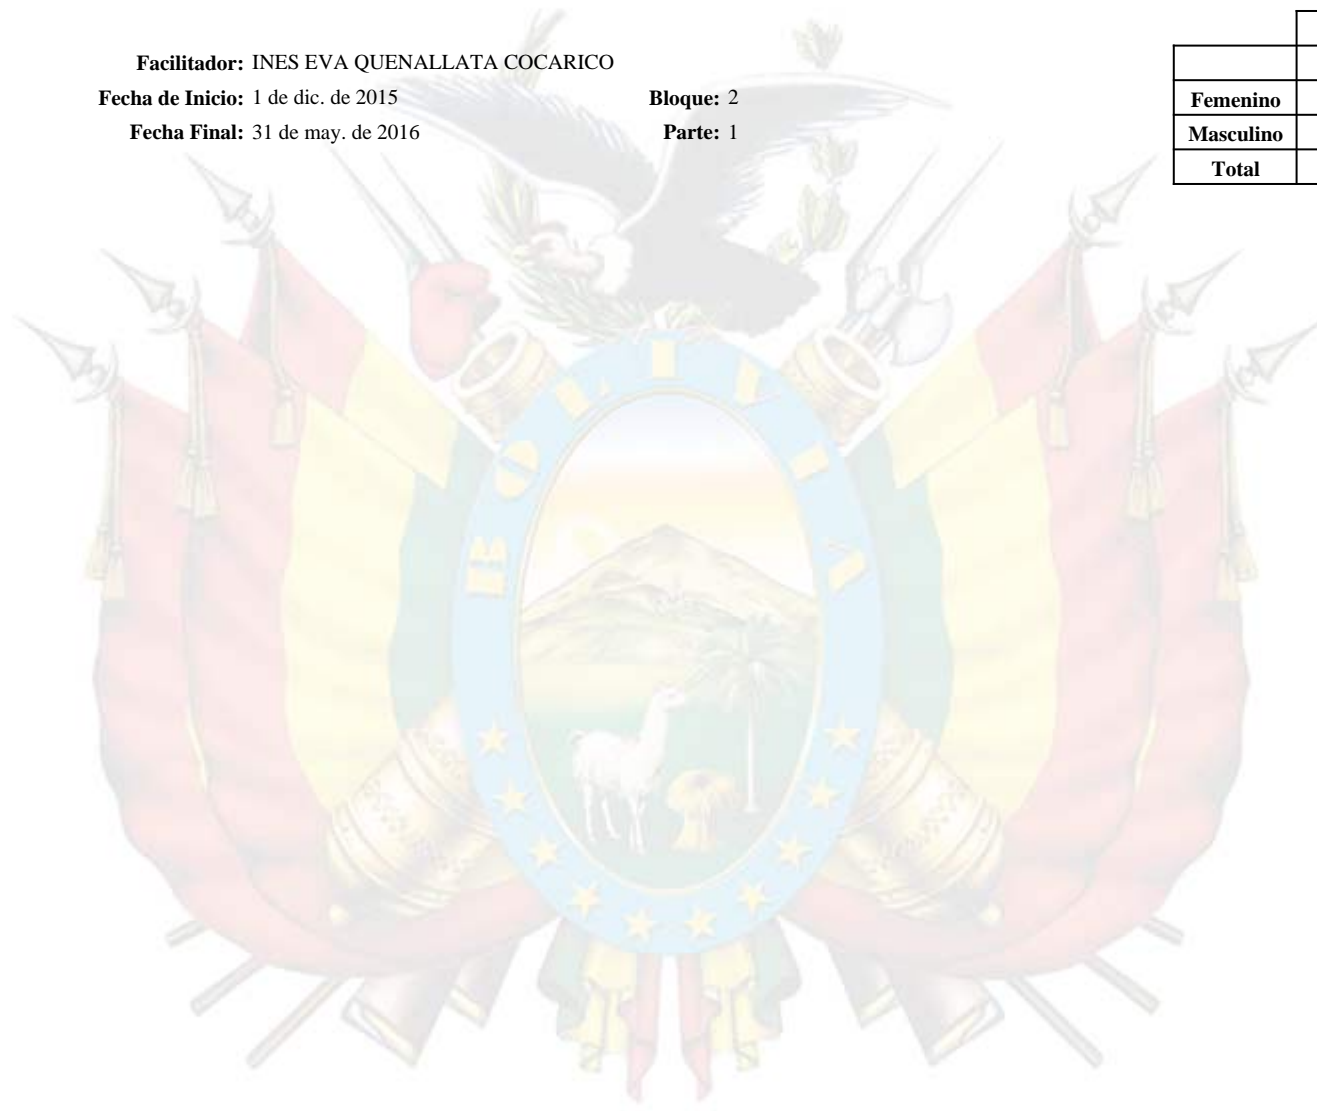 Facilitador: INES EVA QUENALLATA COCARICO
Fecha de Inicio: 1 de dic. de 2015 Bloque: 2
Fecha Final: 31 de may. de 2016 Parte: 1
Femenino
Masculino
Total
BOLIVIA